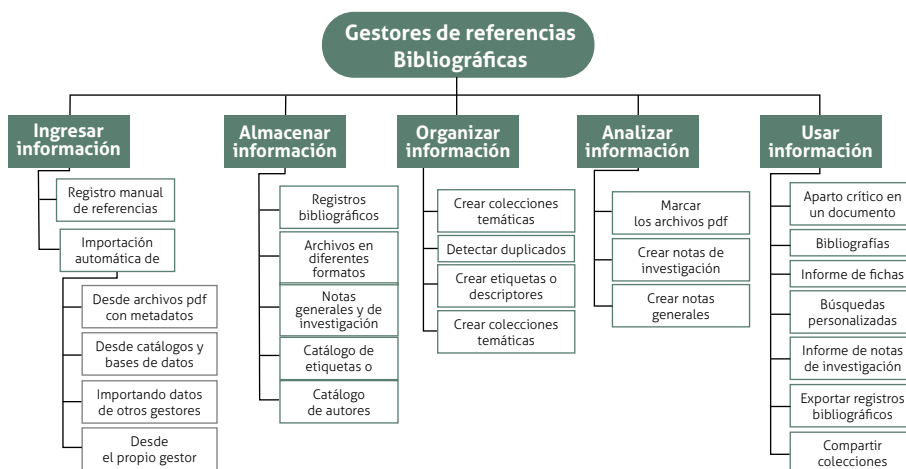 Gestores de referencias
Bibliográficas
Ingresar
información
Registro manual
de referencias
Importación
automática de
Desde archivos pdf
con metadatos
Desde catálogos y
bases de datos
Importando datos
de otros gestores
Desde
el propio gestor
Almacenar
información
Registros
bibliográficos
Archivos en
diferentes
formatos
Notas
generales y de
investigación
Catálogo de
etiquetas o
Catálogo
de autores
Organizar
información
Crear colecciones
temáticas
Detectar duplicados
Crear etiquetas o
descriptores
Crear colecciones
temáticas
Analizar
información
Marcar
los archivos pdf
Crear notas de
investigación
Crear notas
generales
Usar
información
Aparto crítico en
un documento
Bibliografías
Informe de fichas
Búsquedas
personalizadas
Informe de notas
de investigación
Exportar registros
bibliográficos
Compartir
colecciones